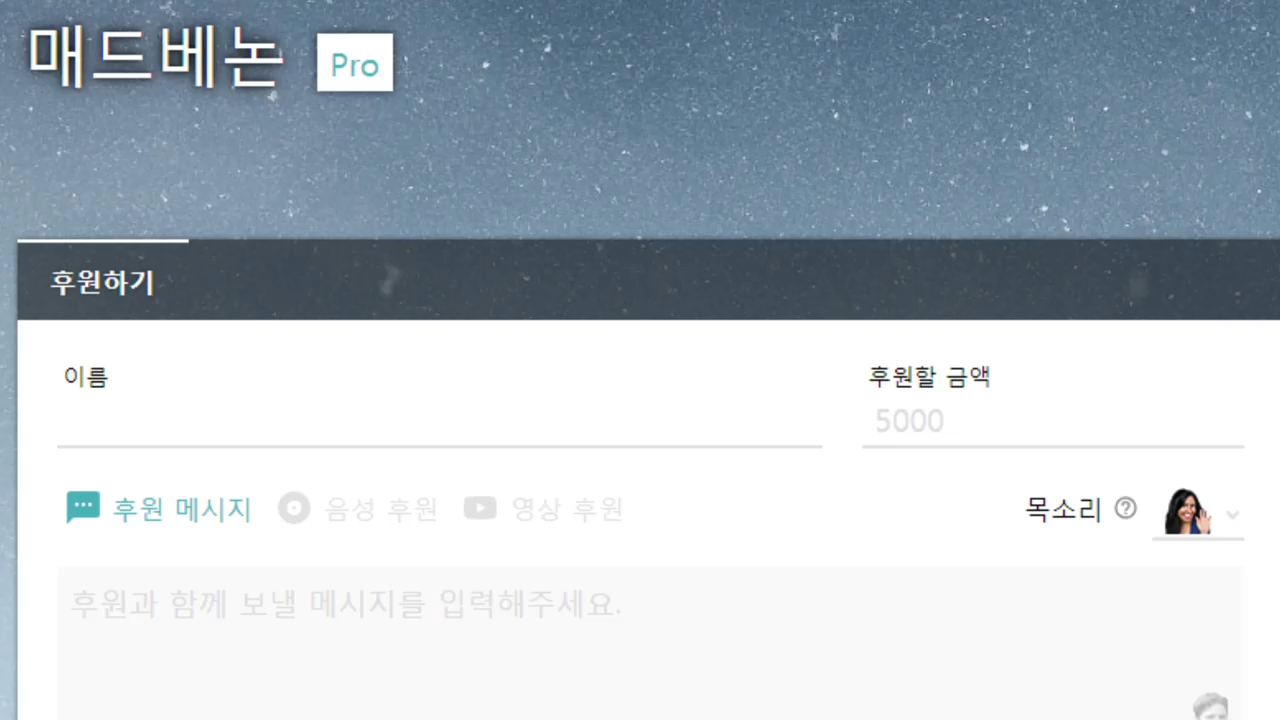 매드베논 Pro
후원하기
이름
후원할 금액
5000
후원 메시지 음성 후원 영상 후원 목소리
후원과 함께 보낼 메시지를 입력해주세요.